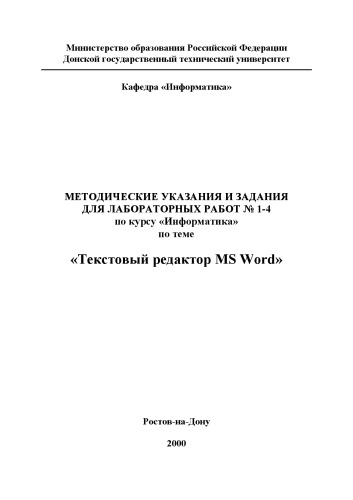 Министерство образования Российской Федерации
Донской государственный технический университет
Кафедра «Информатика»
МЕТОДИЧЕСКИЕ УКАЗАНИЯ И ЗАДАНИЯ
ДЛЯ ЛАБОРАТОРНЫХ РАБОТ № 1-4
по курсу «Информатика»
по теме
«Текстовый редактор MS Word»
Ростов-на-Дону
2000